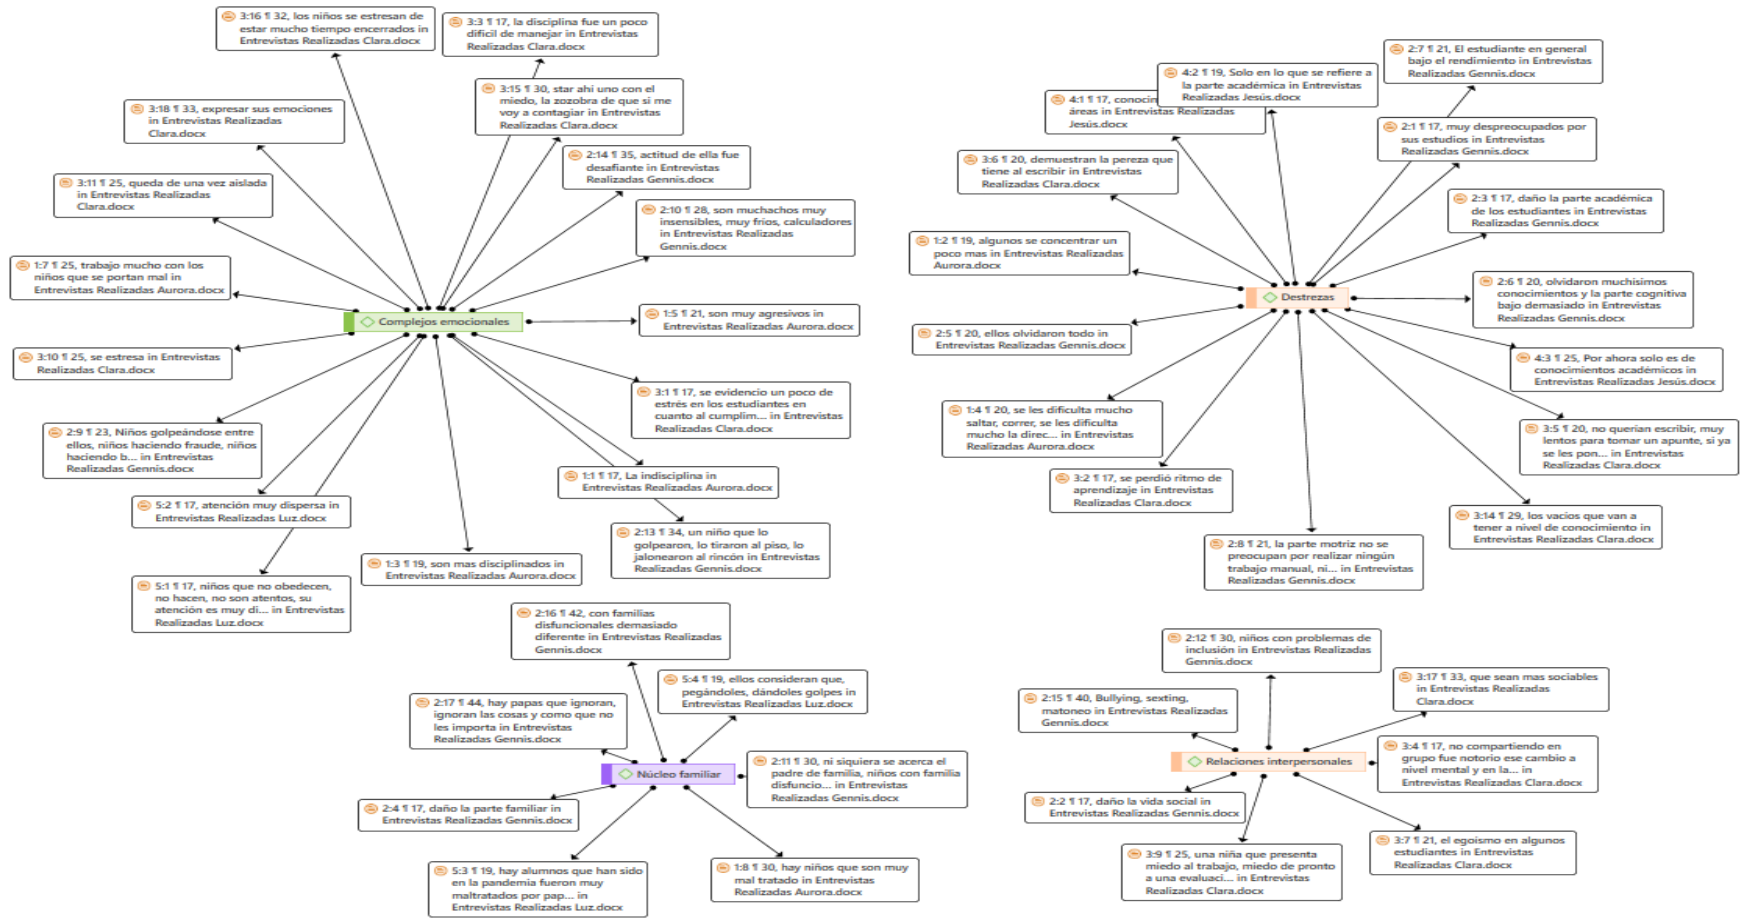 3:16 ¶ 32, los niños se estresan de
estar mucho tiempo encerrados in
Entrevistas Realizadas Clara.docx
3:3 ¶ 17, la disciplina fue un poco
dificil de manejar in Entrevistas
Realizadas Clara.docx
3:15 ¶ 30, star ahí uno con el
miedo, la zozobra de que si me
voy a contagiar in Entrevistas
Realizadas Clara.docx
3:18 ¶ 33, expresar sus emociones
in Entrevistas Realizadas
Clara.docx
2:14 ¶ 35, actitud de ella fue
desafiante in Entrevistas
Realizadas Gennis.docx
3:11 ¶ 25, queda de una vez aislada
in Entrevistas Realizadas
Clara.docx
2:10 ¶ 28, son muchachos muy
insensibles, muy fríos, calculadores
in Entrevistas Realizadas
Gennis.docx
1:7 ¶ 25, trabajo mucho con los
niños que se portan mal in
Entrevistas Realizadas Aurora.docx
Complejos emocionales
1:5 ¶ 21, son muy agresivos in
Entrevistas Realizadas Aurora.docx
3:10 ¶ 25, se estresa in Entrevistas
Realizadas Clara.docx
3:1 ¶ 17, se evidencio un poco de
estrés en los estudiantes en
cuanto al cumplim... in Entrevistas
Realizadas Clara.docx
2:9 ¶ 23, Niños golpeándose entre
ellos, niños haciendo fraude, niños
haciendo b... in Entrevistas
Realizadas Gennis.docx
1:1 ¶ 17, La indisciplina in
Entrevistas Realizadas Aurora.docx
5:2 ¶ 17, atención muy dispersa in
Entrevistas Realizadas Luz.docx
2:13 ¶ 34, un niño que lo
golpearon, lo tiraron al piso, lo
jalonearon al rincón in Entrevistas
Realizadas Gennis.docx
1:3 ¶ 19, son mas disciplinados in
Entrevistas Realizadas Aurora.docx
5:1 ¶ 17, niños que no obedecen,
no hacen, no son atentos, su
atención es muy di... in Entrevistas
Realizadas Luz.docx
2:7 ¶ 21, El estudiante en general
bajo el rendimiento in Entrevistas
Realizadas Gennis.docx
4:2 ¶ 19, Solo en lo que se refiere a
la parte académica in Entrevistas
Realizadas Jesús.docx
4:1 ¶ 17,
áreas in Entrevistas Realizadas
Jesús.docx
2:1 ¶ 17, muy despreocupados por
sus estudios in Entrevistas
Realizadas Gennis.docx
3:6 ¶ 20, demuestran la pereza que
tiene al escribir in Entrevistas
Realizadas Clara.docx
2:3 ¶ 17, daño la parte académica
de los estudiantes in Entrevistas
Realizadas Gennis.docx
1:2 ¶ 19, algunos se concentrar un
poco mas in Entrevistas Realizadas
Aurora.docx
2:6 ¶ 20, olvidaron muchisimos
conocimientos y la parte cognitiva
bajo demasiado in Entrevistas
Realizadas Gennis.docx
Destrezas
2:5 ¶ 20, ellos olvidaron todo in
Entrevistas Realizadas Gennis.docx
4:3 ¶ 25, Por ahora solo es de
conocimientos académicos in
Entrevistas Realizadas Jesús.docx
1:4 ¶ 20, se les dificulta mucho
saltar, correr, se les dificulta
mucho la direc... in Entrevistas
Realizadas Aurora.docx
3:5 ¶ 20, no querían escribir, muy
lentos para tomar un apunte, si ya
se les pon... in Entrevistas
Realizadas Clara.docx
3:2 ¶ 17, se perdió ritmo de
aprendizaje in Entrevistas
Realizadas Clara.docx
3:14 ¶ 29, los vacios que van a
tener a nivel de conocimiento in
Entrevistas Realizadas Clara.docx
2:8 ¶ 21, la parte motriz no se
preocupan por realizar ningún
trabajo manual, ni... in Entrevistas
Realizadas Gennis.docx
2:16 ¶ 42, con familias
disfuncionales demasiado
diferente in Entrevistas Realizadas
Gennis.docx
5:4 ¶ 19, ellos consideran que,
pegándoles, dándoles golpes in
Entrevistas Realizadas Luz.docx
2:17 ¶ 44, hay papas que ignoran,
ignoran las cosas y como que no
les importa in Entrevistas
Realizadas Gennis.docx
Núcleo familiar
2:11 ¶ 30, ni siquiera se acerca el
padre de familia, niños con familia
disfuncio... in Entrevistas
Realizadas Gennis.docx
2:4 ¶ 17, daño la parte familiar in
Entrevistas Realizadas Gennis.docx
5:3 ¶ 19, hay alumnos que han sido
en la pandemia fueron muy
maltratados por pap... in
Entrevistas Realizadas Luz.docx
1:8 ¶ 30, hay niños que son muy
mal tratado in Entrevistas
Realizadas Aurora.docx
2:12 ¶ 30, niños con problemas de
inclusión in Entrevistas Realizadas
Gennis.docx
3:17 ¶ 33, que sean mas sociables
in Entrevistas Realizadas
Clara.docx
2:15 ¶ 40, Bullying, sexting,
matoneo in Entrevistas Realizadas
Gennis.docx
Relaciones interpersonales
3:4 ¶ 17, no compartiendo en
grupo fue notorio ese cambio a
nivel mental y en la... in
Entrevistas Realizadas Clara.docx
2:2 ¶ 17, daño la vida social in
Entrevistas Realizadas Gennis.docx
3:9 ¶ 25, una niña que presenta
miedo al trabajo, miedo de pronto
a una evaluaci... in Entrevistas
Realizadas Clara.docx
3:7 ¶ 21, el egoismo en algunos
estudiantes in Entrevistas
Realizadas Clara.docx